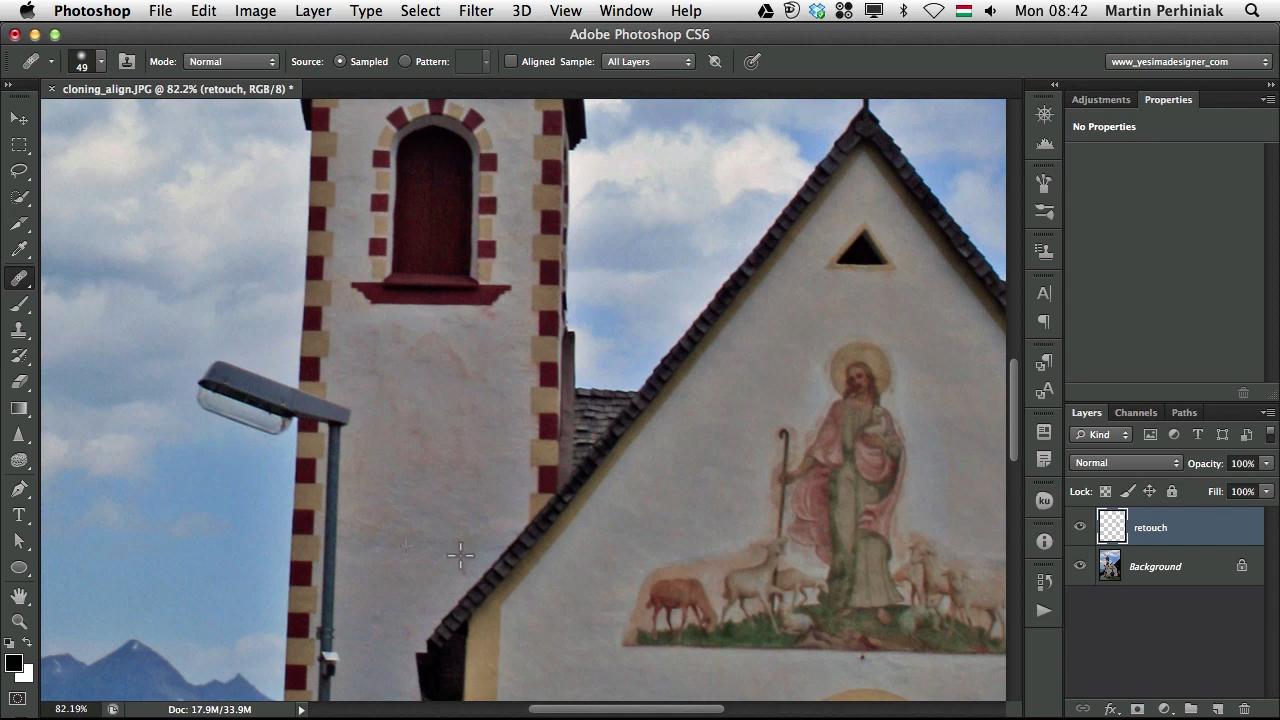 Photoshop File Edit Image Layer Type Select Filter 3D View Window Help Mon 08:42 Martin Perhiniak
Adobe Photoshop CS6
49 Mode: Normal Source: Sampled Pattern: Aligned Sample: All Layers www_yesimadesigner_com
cloning_align.JPG @ 82.2% (retouch, RGB/8) *
Adjustments Properties
No Properties
Layers Channels Paths
Kind
Normal Opacity: 100%
Lock: Fill: 100%
retouch
Background
82.19% Doc: 17.9M/33.9M
ku